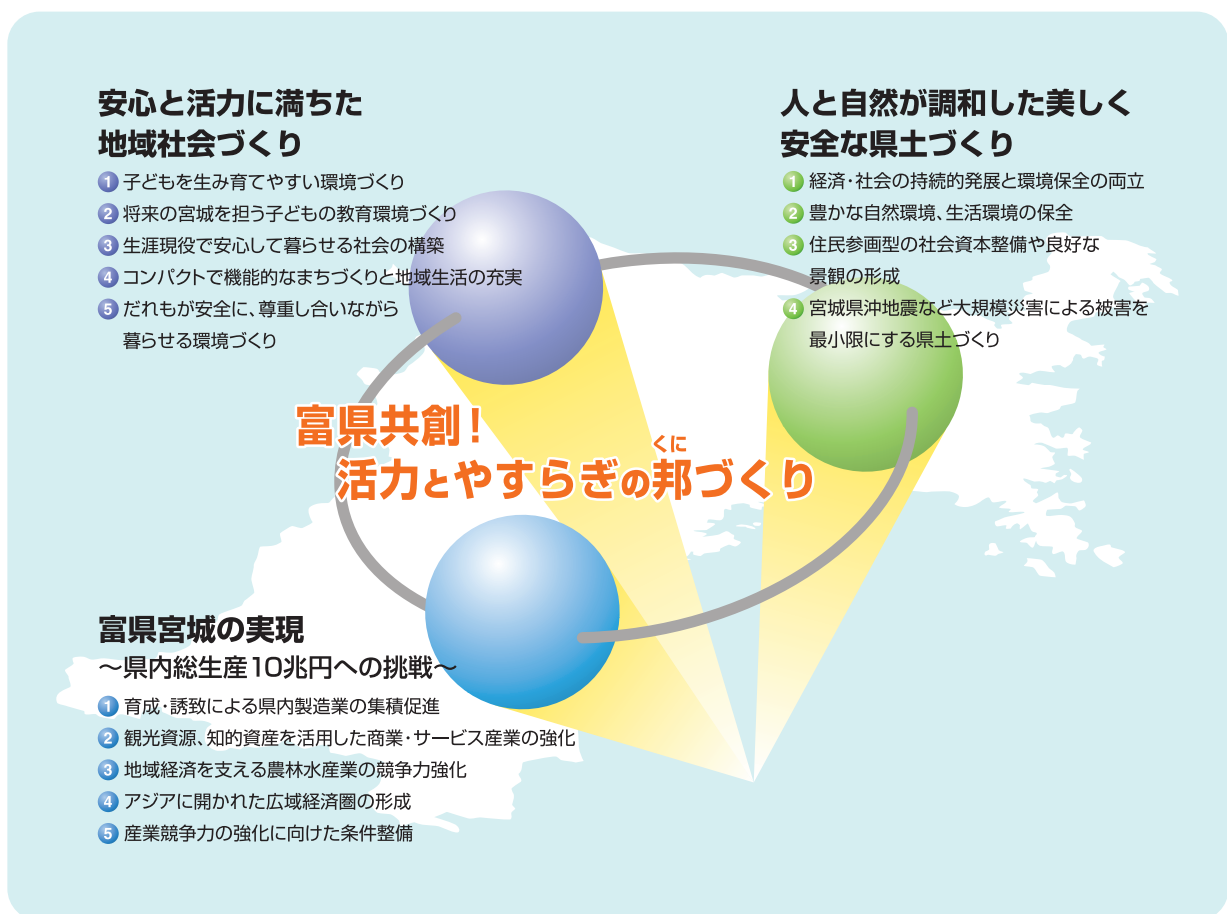 安心と活力に満ちた
地域社会づくり
1 子どもを生み育てやすい環境づくり
2 将来の宮城を担う子どもの教育環境づくり
3 生涯現役で安心して暮らせる社会の構築
4 コンパクトで機能的なまちづくりと地域生活の充実
5 だれもが安全に、尊重し合いながら
暮らせる環境づくり
人と自然が調和した美しく
安全な県土づくり
1 経済・社会の持続的発展と環境保全の両立
2 豊かな自然環境、生活環境の保全
3 住民参画型の社会資本整備や良好な
景観の形成
4 宮城県沖地震など大規模災害による被害を
最小限にする県土づくり
富県共創!
くに
活力とやすらぎの邦づくり
富県宮城の実現
~県内総生産10兆円への挑戦~
1 育成・誘致による県内製造業の集積促進
2 観光資源、知的資産を活用した商業・サービス産業の強化
3 地域経済を支える農林水産業の競争力強化
4 アジアに開かれた広域経済圏の形成
5 産業競争力の強化に向けた条件整備